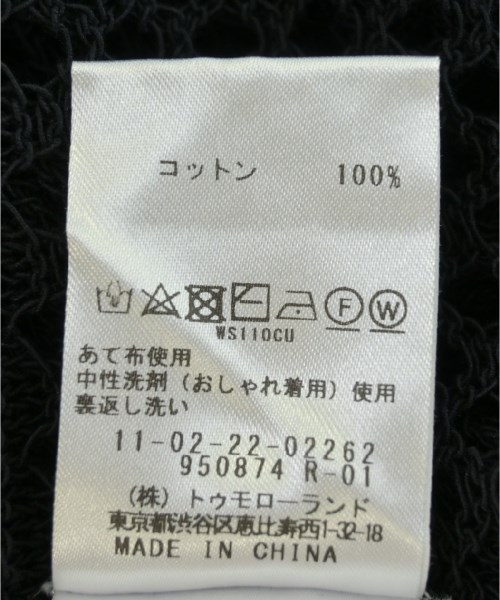 コットン 100%
F W
WS110CU
あて布使用
中性洗剤（おしゃれ着用）使用
裏返し洗い
11-02-22-02262
950874 R-01
（株）トゥモローランド
東京都渋谷区恵比寿西1-32-18
MADE IN CHINA